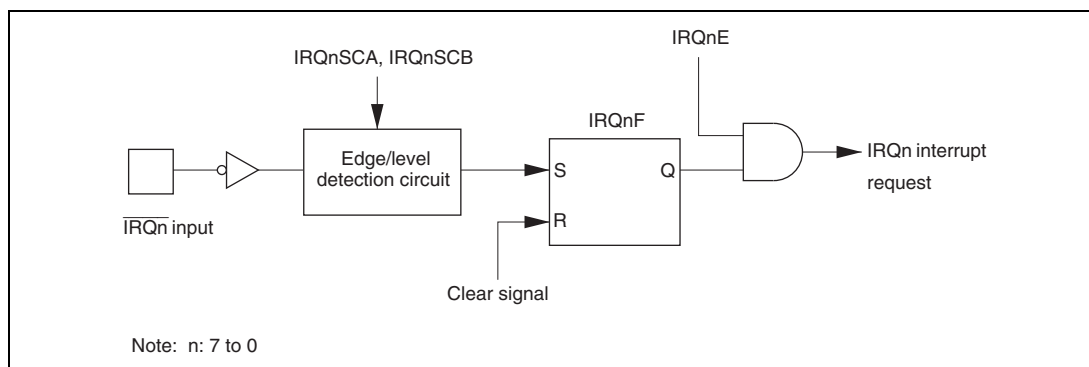 IRQnE
IRQnSCA, IRQnSCB
IRQnF
Edge/level
detection circuit
S
Q
R
IRQn interrupt
request
IRQn input
Clear signal
Note: n: 7 to 0